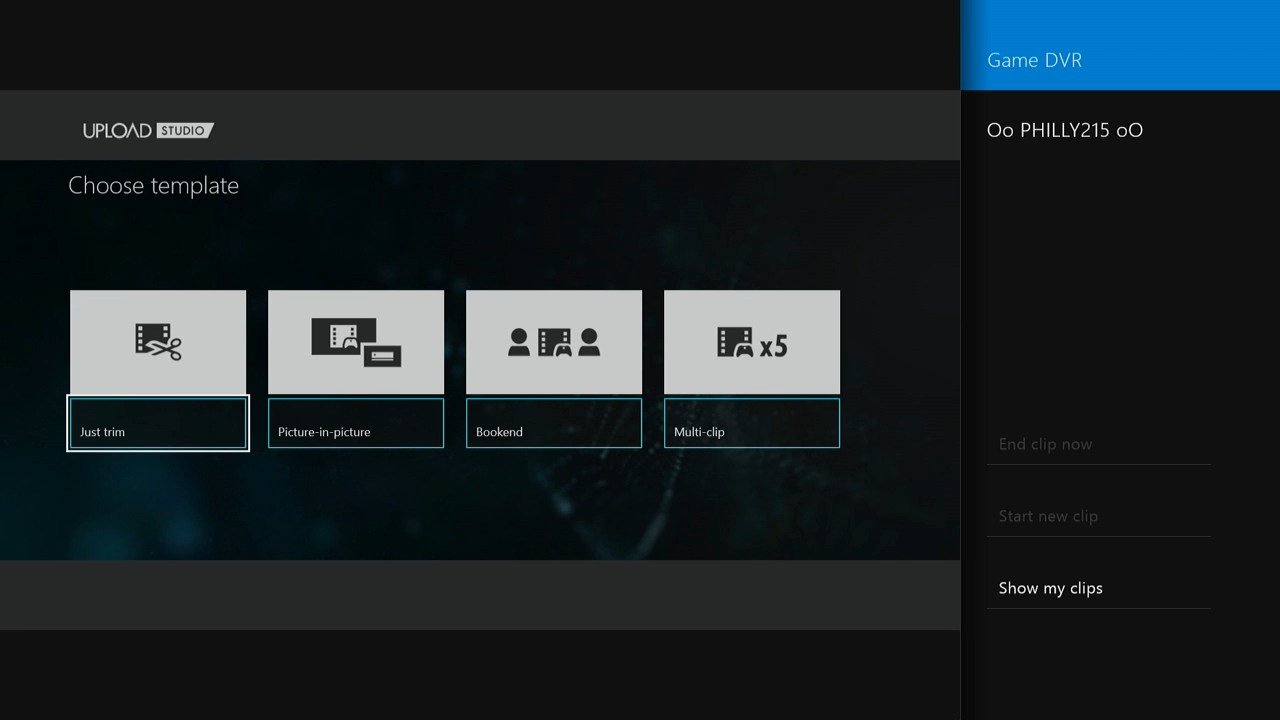 UPLOAD STUDIO
Choose template
x5
Just trim
Picture-in-picture
Bookend
Multi-clip
Game DVR
Oo PHILLY215 oO
End clip now
Start new clip
Show my clips